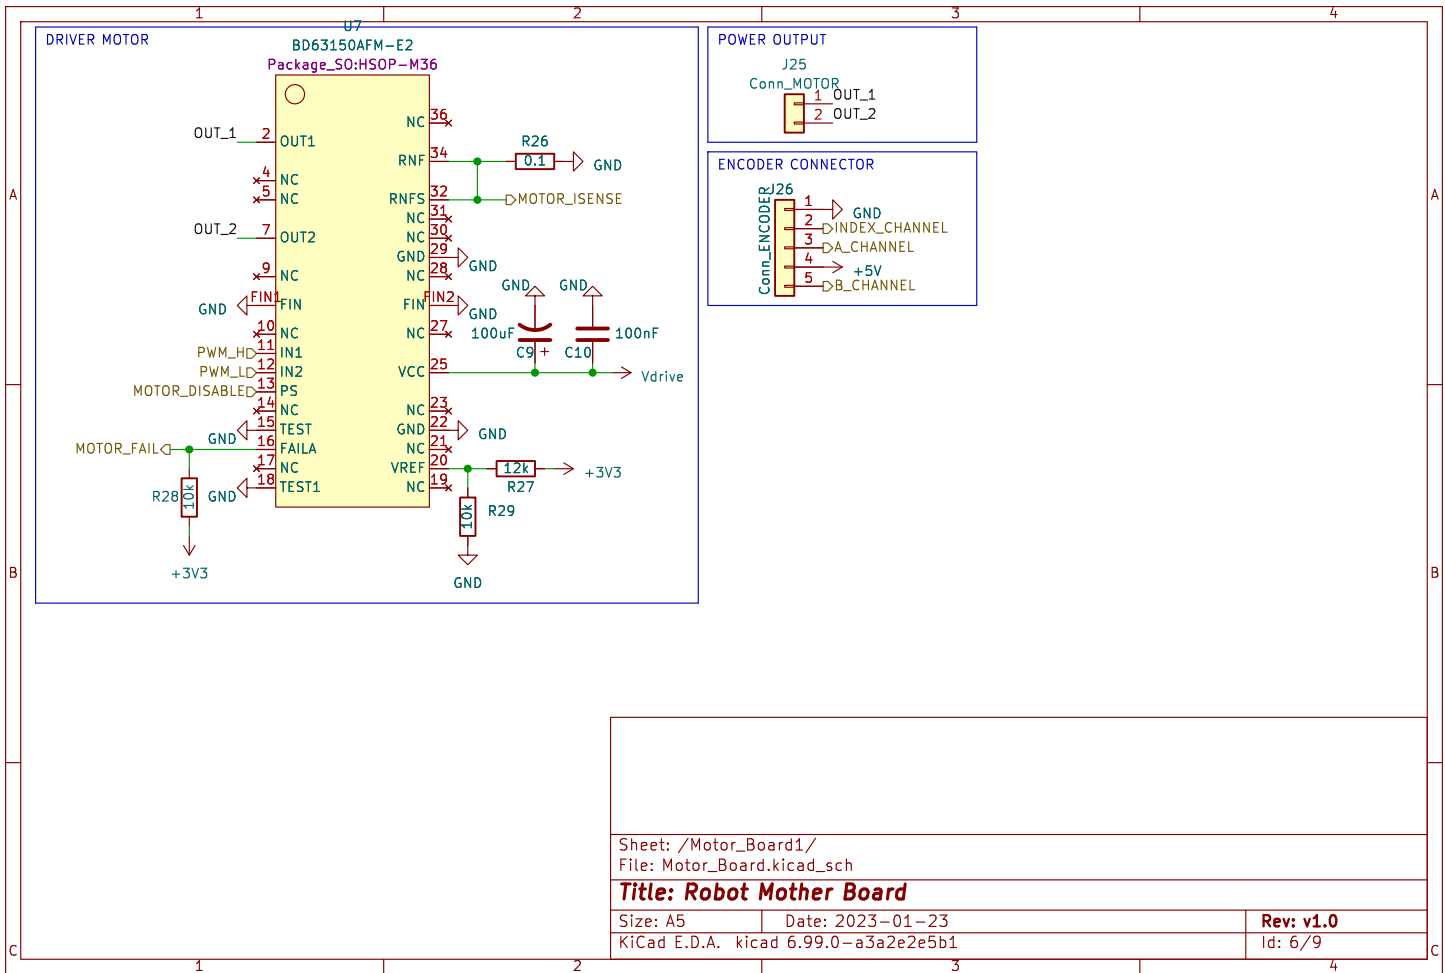 1 2 3 4
A
B
C
DRIVER MOTOR
U7
BD63150AFM-E2
Package_SO:HSOP-M36
OUT_1 2 OUT1
4 NC
5 NC
OUT_2 7 OUT2
9 NC
GND FIN1 FIN
10 NC
PWM_H 11 IN1
PWM_L 12 IN2
MOTOR_DISABLE 13 PS
14 NC
GND 15 TEST
MOTOR_FAIL 16 FAILA
17 NC
GND 18 TEST1
R28 10k
+3V3
NC 36
RNF 34
R26
0.1
GND
RNFS 32 MOTOR_ISENSE
NC 31
NC 30
GND 29 GND
NC 28
FIN FIN2 GND
NC 27
GND GND
100uF 100nF
C9 + C10
VCC 25 Vdrive
NC 23
GND 22 GND
NC 21
VREF 20 12k +3V3
R27
NC 19
10k R29
GND
POWER OUTPUT
J25
Conn_MOTOR
1 OUT_1
2 OUT_2
ENCODER CONNECTOR
J26
Conn_ENCODER
1 GND
2 INDEX_CHANNEL
3 A_CHANNEL
4 +5V
5 B_CHANNEL
A
B
C
Sheet: /Motor_Board1/
File: Motor_Board.kicad_sch
Title: Robot Mother Board
Size: A5 Date: 2023-01-23 Rev: v1.0
KiCad E.D.A. kicad 6.99.0-a3a2e2e5b1 Id: 6/9
1 2 3 4